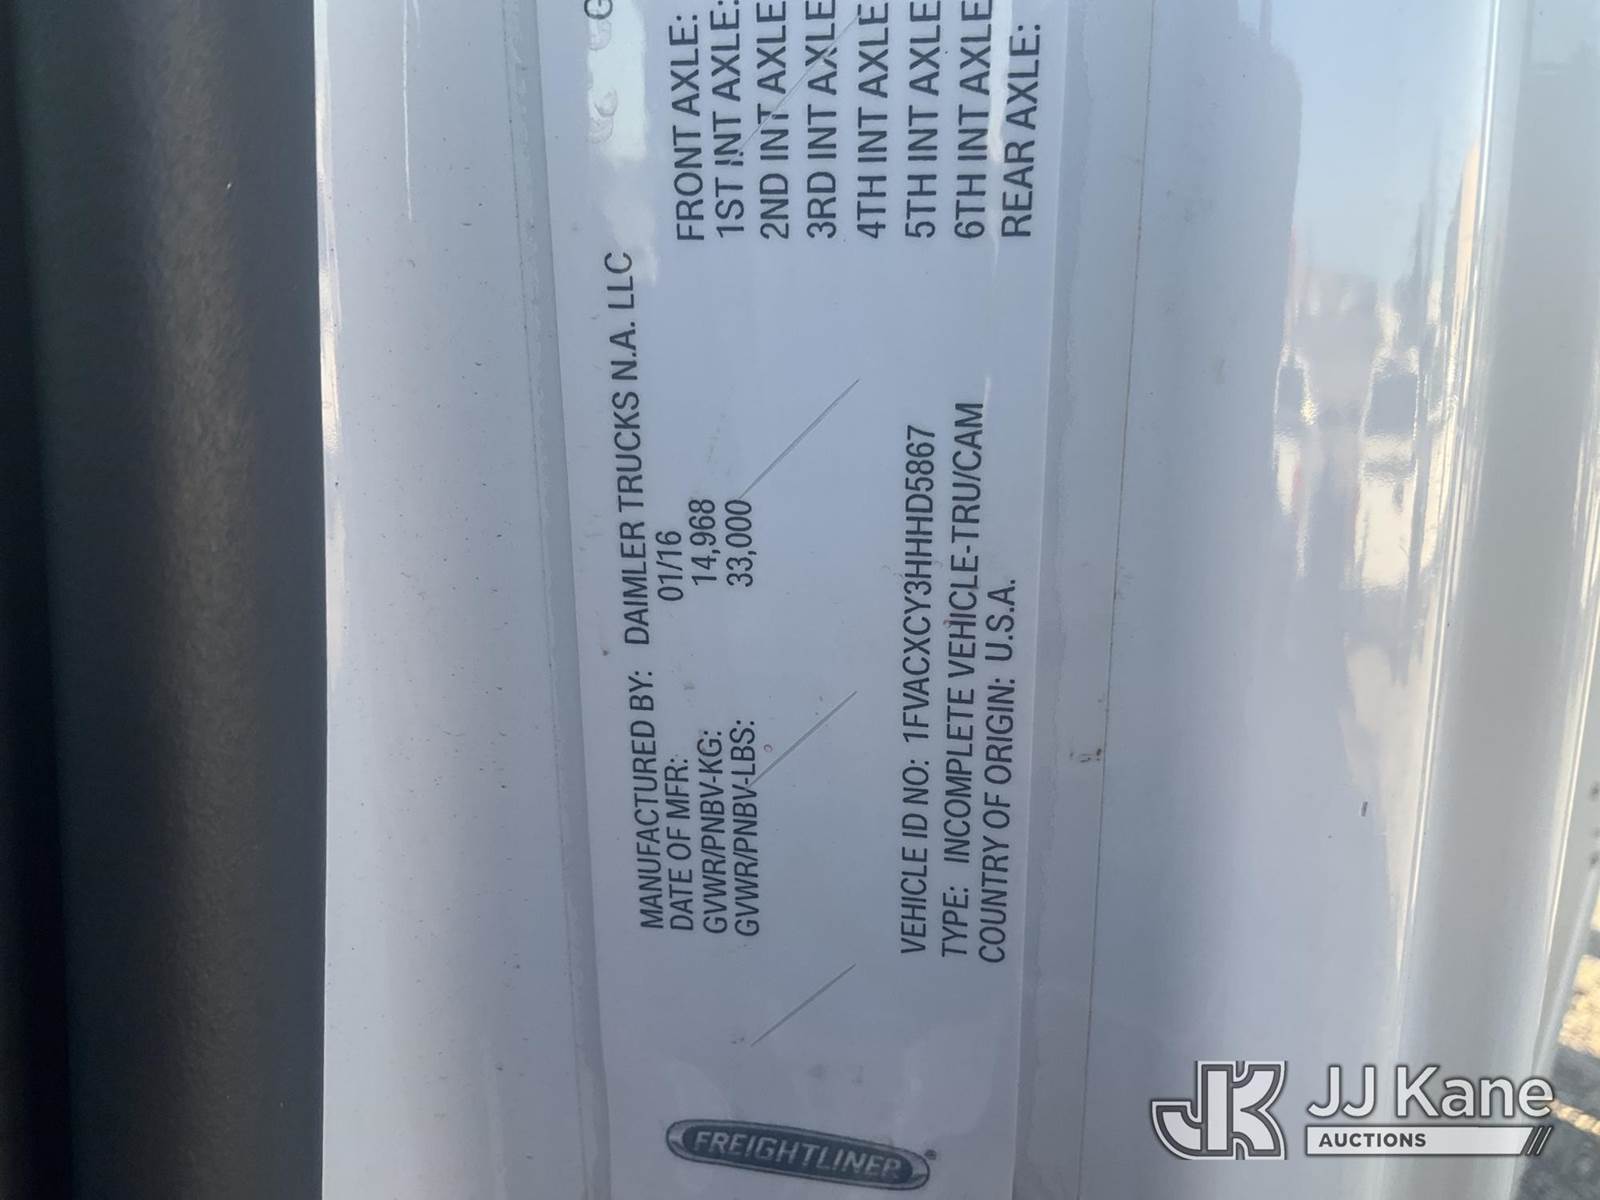 MANUFACTURED BY: DAIMLER TRUCKS N.A. LLC
DATE OF MFR: 01/16
GVWR/PNBV-KG: 14,968
GVWR/PNBV-LBS: 33,000
VEHICLE ID NO: 1FVACXCY3HHHD5867
TYPE: INCOMPLETE VEHICLE-TRU/CAM
COUNTRY OF ORIGIN: U.S.A.
FRONT AXLE:
1ST INT AXLE:
2ND INT AXLE
3RD INT AXLE
4TH INT AXLE
5TH INT AXLE
6TH INT AXLE
REAR AXLE:
FREIGHTLINER
JK JJ Kane
AUCTIONS